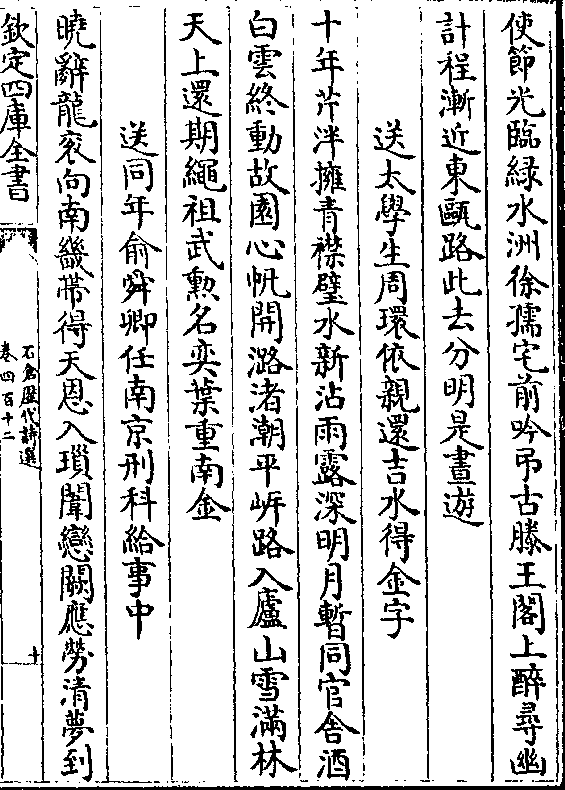 使節光臨緑水洲徐孺宅前吟弔古滕王閣上醉尋幽
計程漸近東甌路此去分明是晝遊
送太學生周環依親還吉水得金字
十年芹泮擁青襟璧水新沾雨露深明月暫同官舍酒
白雲終動故園心帆開潞渚潮平岍路入廬山雪滿林
天上還期繩祖武勲名奕葉重南金
送同年俞舜卿任南京刑科給事中
曉辭龍衮向南畿帶得天恩入瑣闈戀闕應勞清夢到
欽定四庫全書
石倉歴代詩選
卷四百十二
十